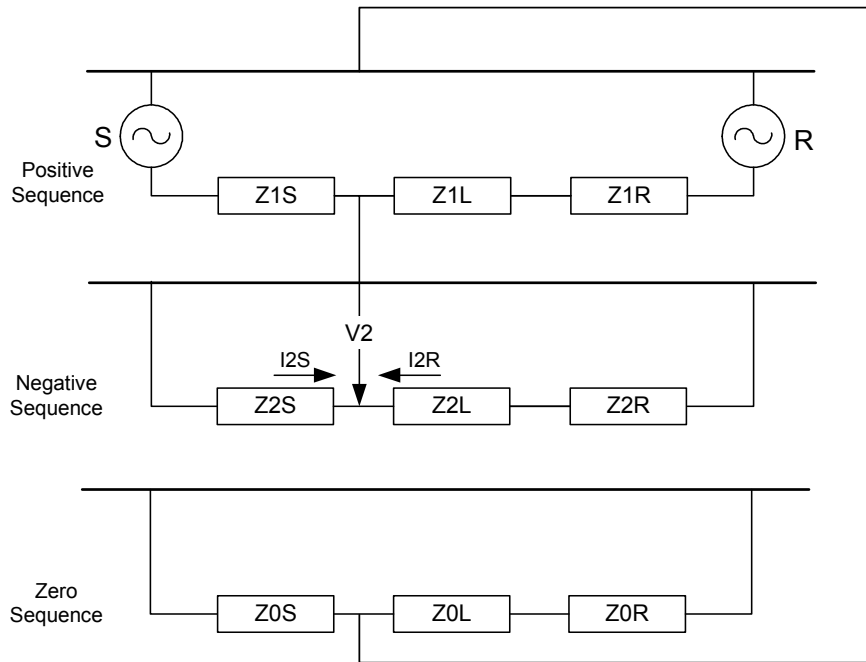 S
R
Positive
Sequence
Z1S
Z1L
Z1R
V2
I2S
I2R
Negative
Sequence
Z2S
Z2L
Z2R
Zero
Sequence
Z0S
Z0L
Z0R